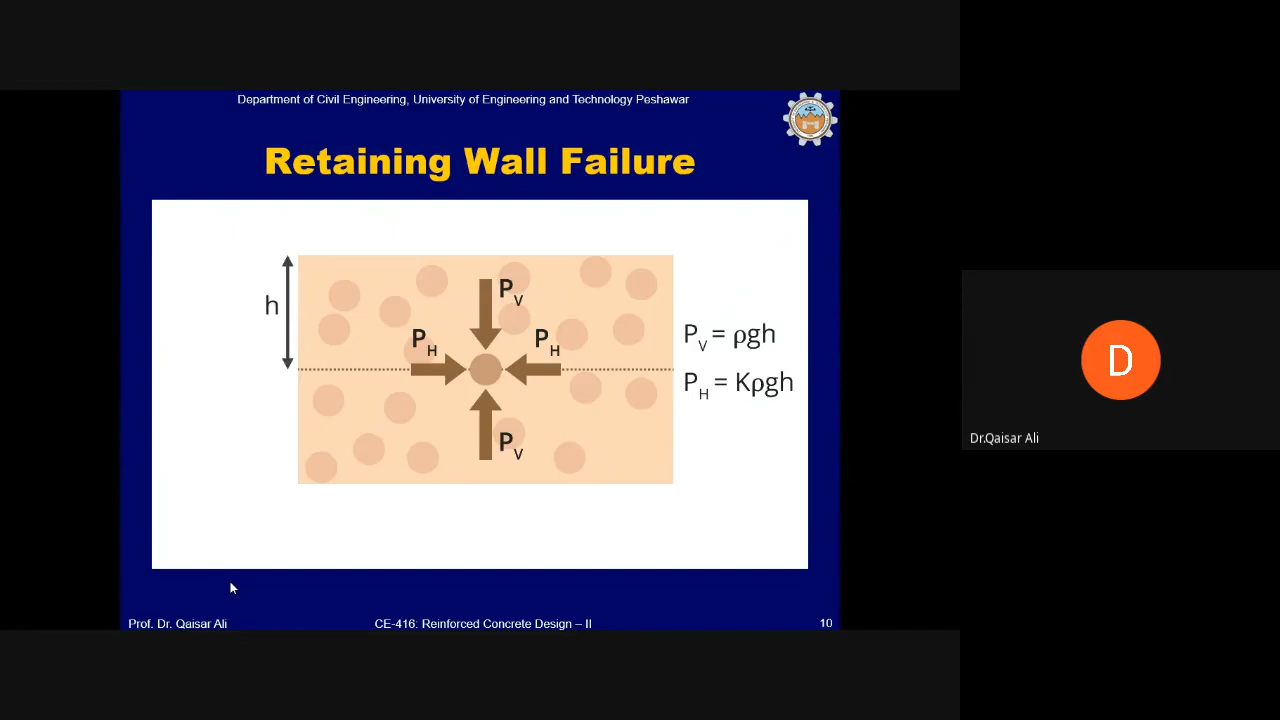 Department of Civil Engineering, University of Engineering and Technology Peshawar
Retaining Wall Failure
h
P_V
P_H
P_H
P_V
P_V = ρgh
P_H = Kρgh
D
Dr.Qaisar Ali
Prof. Dr. Qaisar Ali
CE-416: Reinforced Concrete Design – II
10